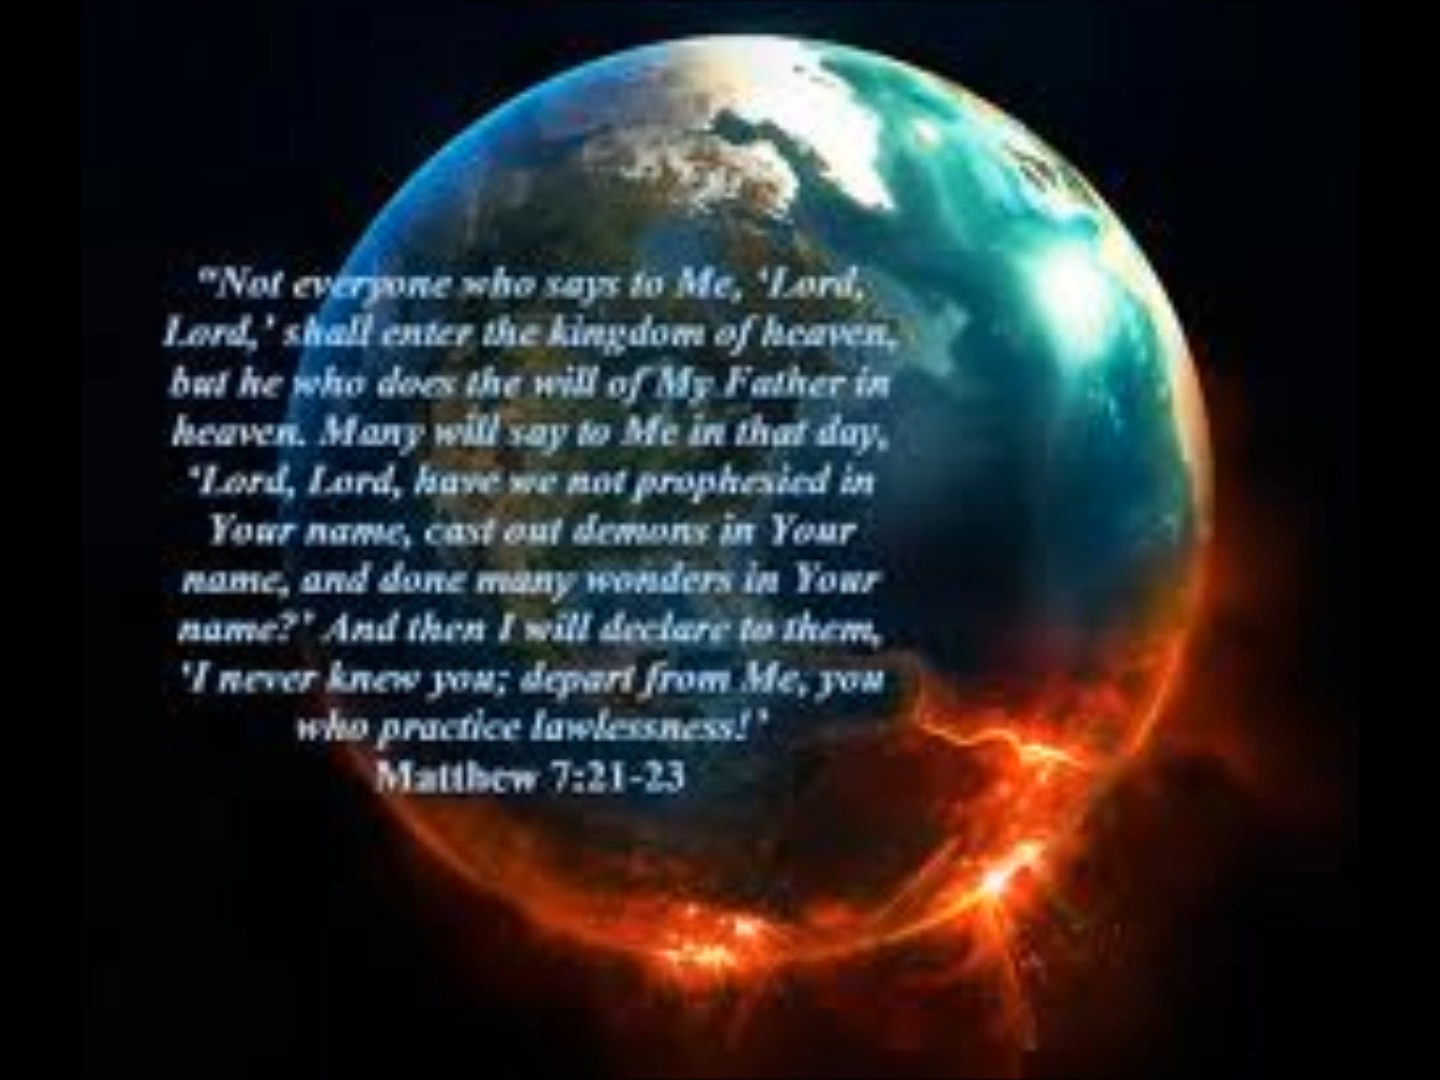 “Not everyone who says to Me, ‘Lord,
Lord,’ shall enter the kingdom of heaven,
but he who does the will of My Father in
heaven. Many will say to Me in that day,
‘Lord, Lord, have we not prophesied in
Your name, cast out demons in Your
name, and done many wonders in Your
name?’ And then I will declare to them,
‘I never knew you; depart from Me, you
who practice lawlessness!’
Matthew 7:21-23